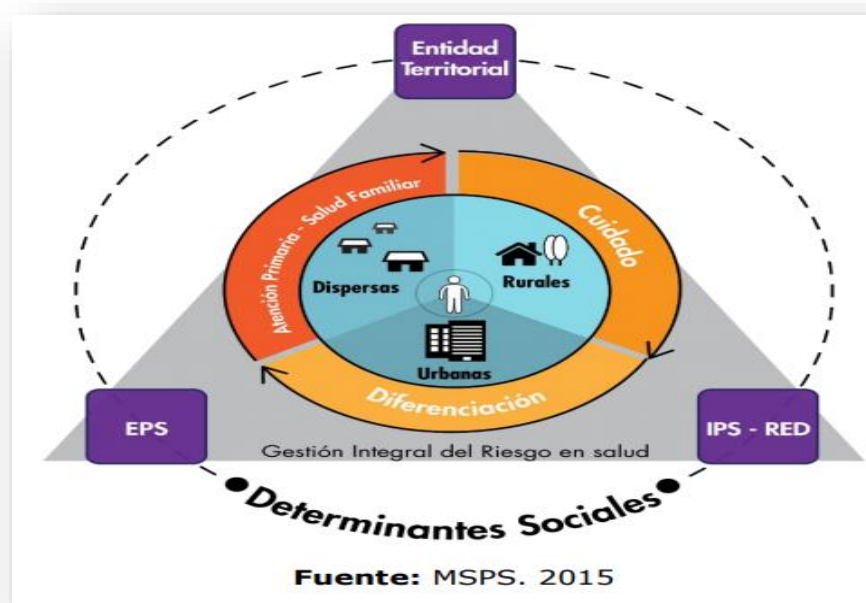 Entidad
Territorial
Atención Primaria - Salud Familiar
Cuidado
Dispersas
Rurales
Urbanas
Diferenciación
EPS
IPS - RED
Gestión Integral del Riesgo en salud
Determinantes Sociales
Fuente: MSPS. 2015